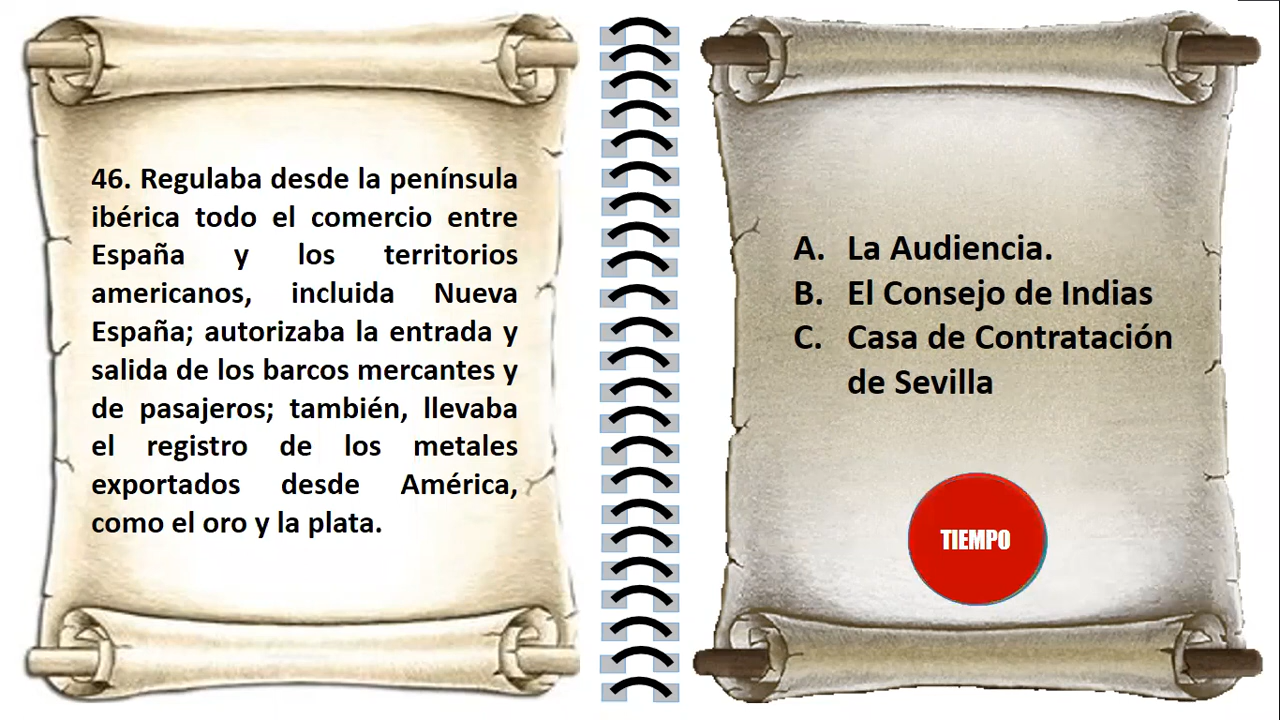 46. Regulaba desde la península
ibérica todo el comercio entre
España y los territorios
americanos, incluida Nueva
España; autorizaba la entrada y
salida de los barcos mercantes y
de pasajeros; también, llevaba
el registro de los metales
exportados desde América,
como el oro y la plata.
A. La Audiencia.
B. El Consejo de Indias
C. Casa de Contratación
de Sevilla
TIEMPO